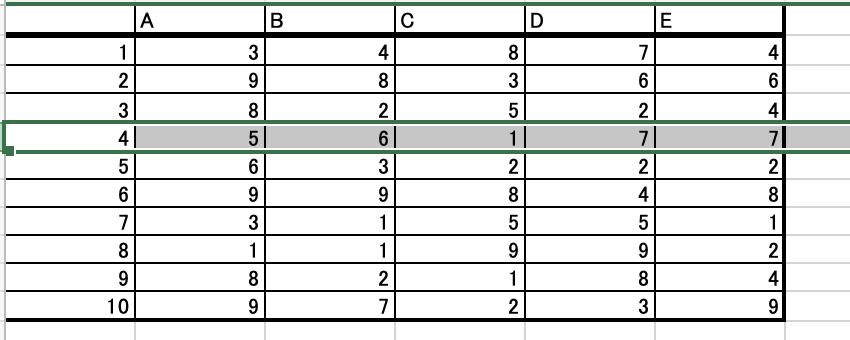 A B C D E
1 3 4 8 7 4
2 9 8 3 6 6
3 8 2 5 2 4
4 5 6 1 7 7
5 6 3 2 2 2
6 9 9 8 4 8
7 3 1 5 5 1
8 1 1 9 9 2
9 8 2 1 8 4
10 9 7 2 3 9